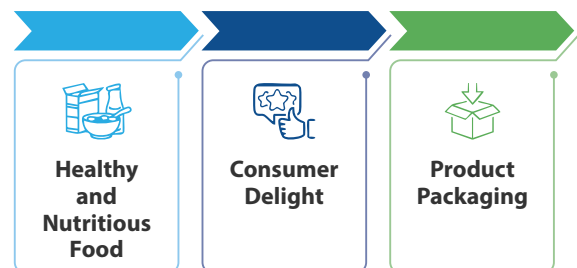 Healthy
and
Nutritious
Food
Consumer
Delight
Product
Packaging